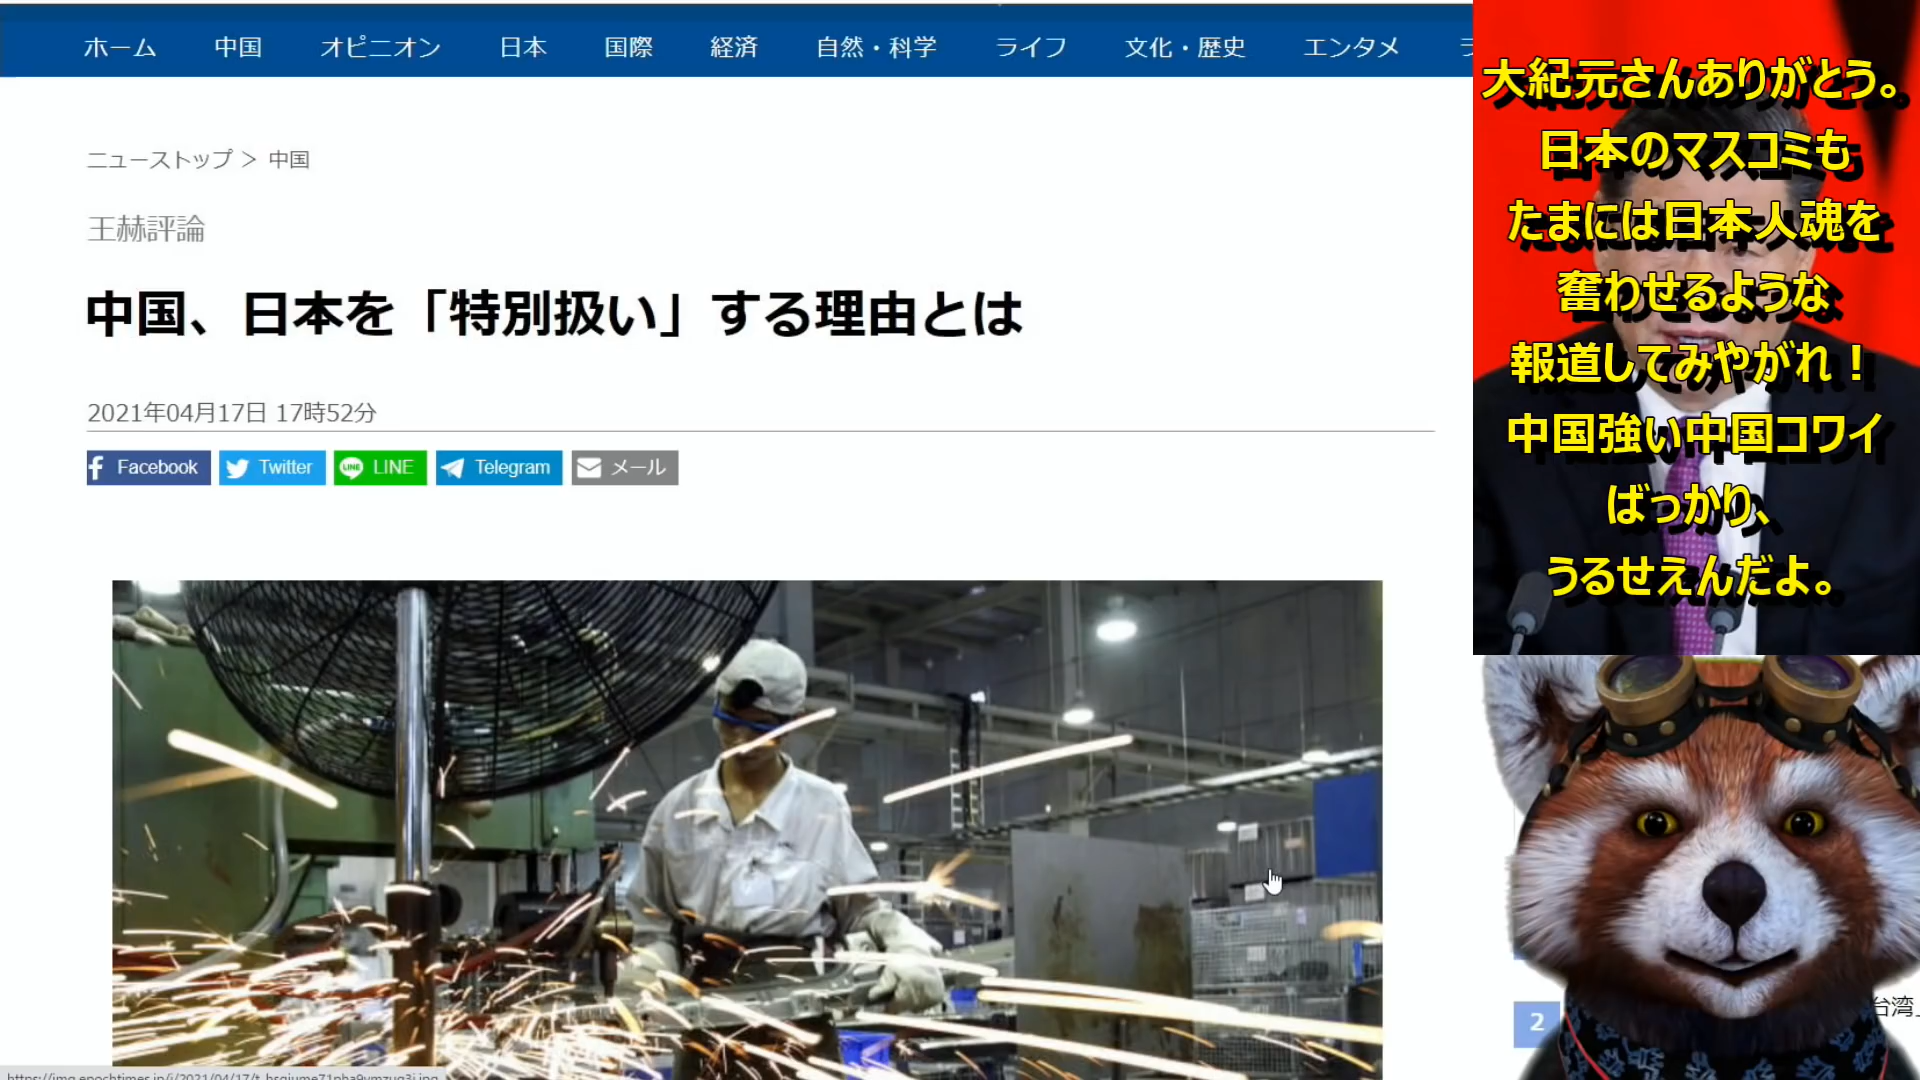 ホーム 中国 オピニオン 日本 国際 経済 自然・科学 ライフ 文化・歴史 エンタメ
ニューストップ ＞ 中国
王赫評論
中国、日本を「特別扱い」する理由とは
2021年04月17日 17時52分
Facebook Twitter LINE Telegram メール
大紀元さんありがとう。
日本のマスコミも
たまには日本人魂を
奮わせるような
報道してみやがれ！
中国強い中国コワイ
ばっかり、
うるせえんだよ。
2
台湾